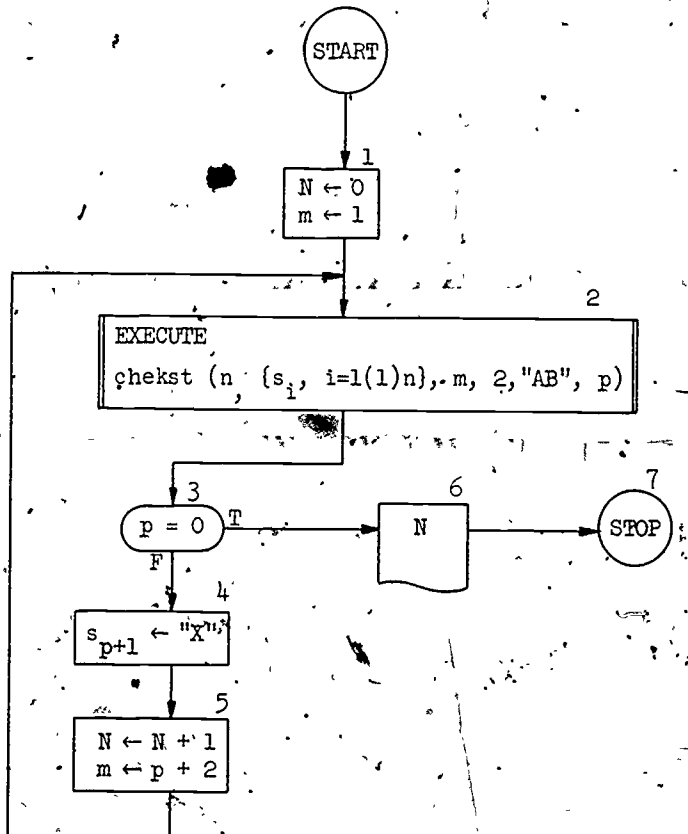 START
1
N ← 0
m ← 1
2
EXECUTE
chekst (n, {s_i, i=1(1)n}, m, 2, "AB", p)
3
p = 0
T
6
N
7
STOP
F
4
s_{p+1} ← "X"
5
N ← N + 1
m ← p + 2